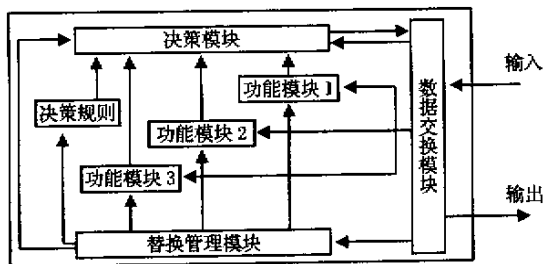 决策模块
输入
功能模块1
决策规则
数据交换模块
功能模块2
功能模块3
输出
替换管理模块